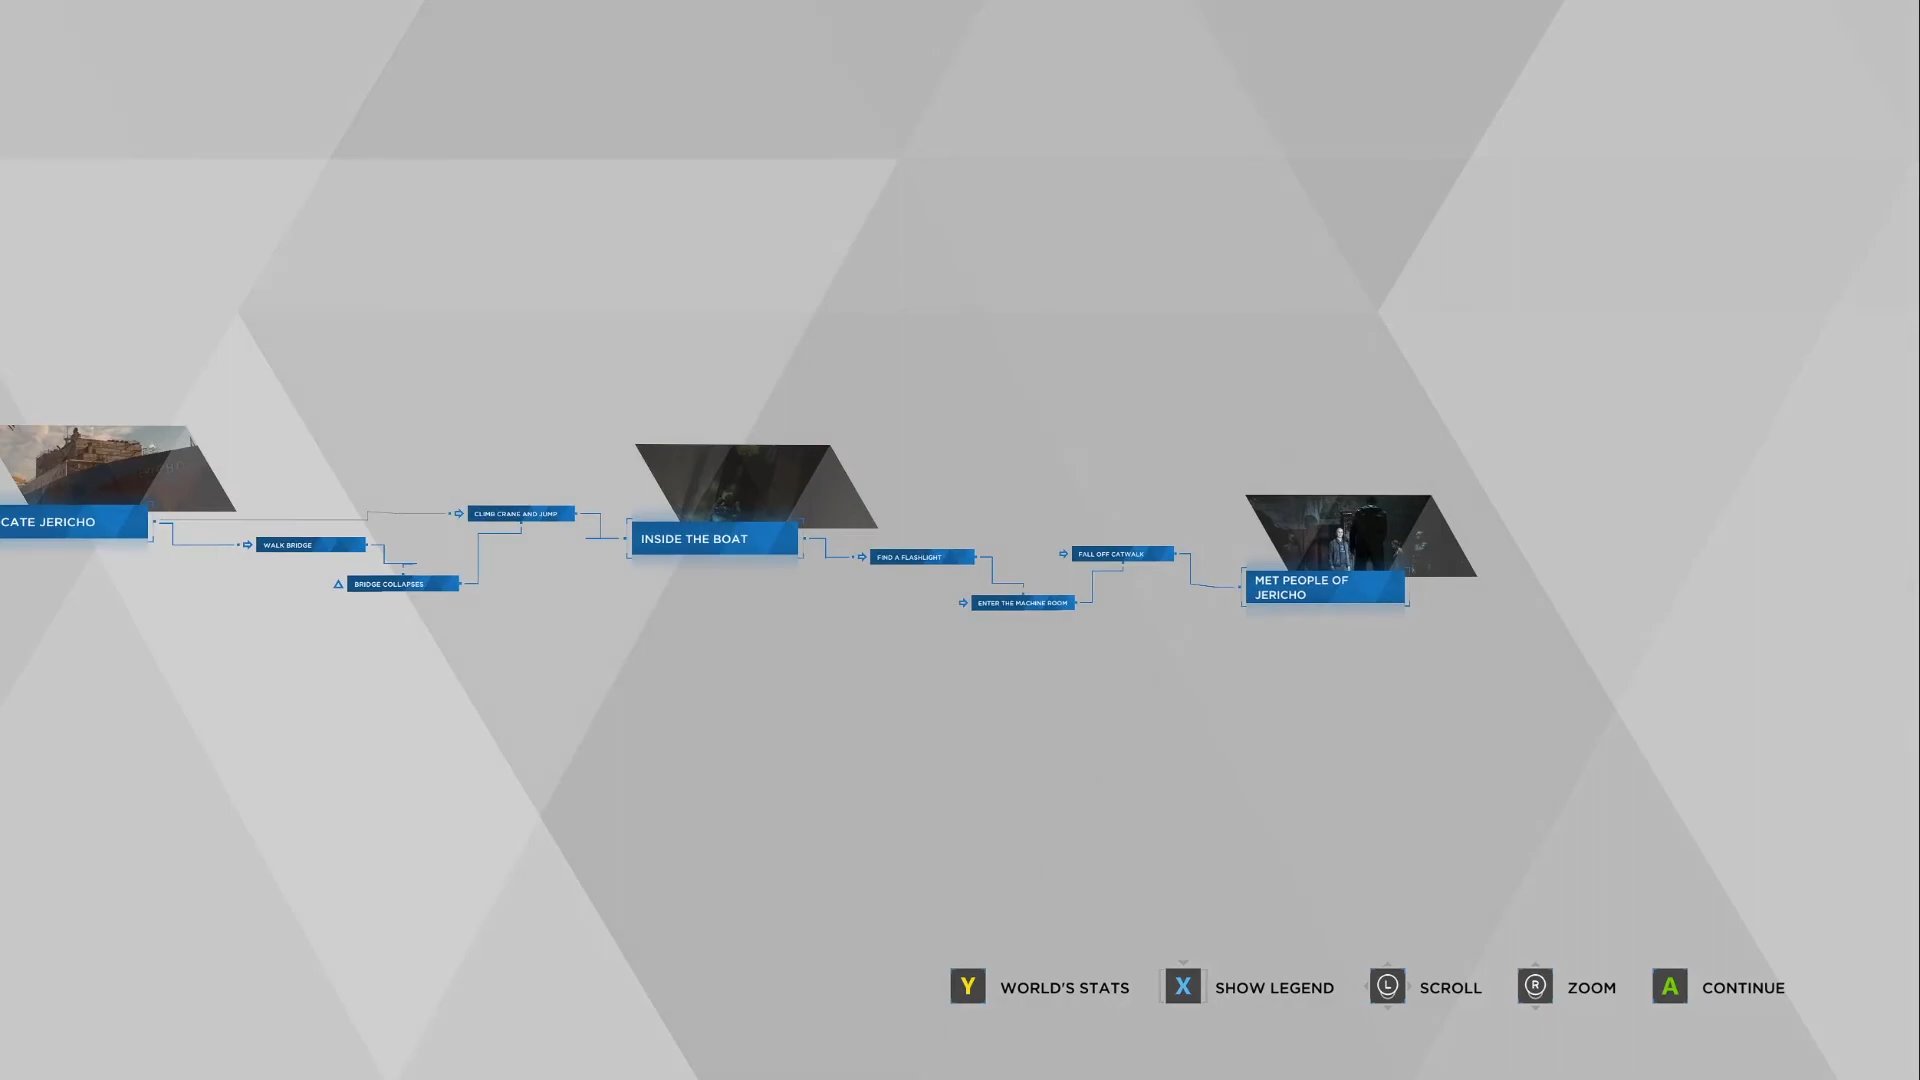 CATE JERICHO
WALK BRIDGE
BRIDGE COLLAPSES
CLIMB CRANE AND JUMP
INSIDE THE BOAT
FIND A FLASHLIGHT
ENTER THE MACHINE ROOM
FALL OFF CATWALK
MET PEOPLE OF
JERICHO
Y WORLD'S STATS
X SHOW LEGEND
L SCROLL
R ZOOM
A CONTINUE